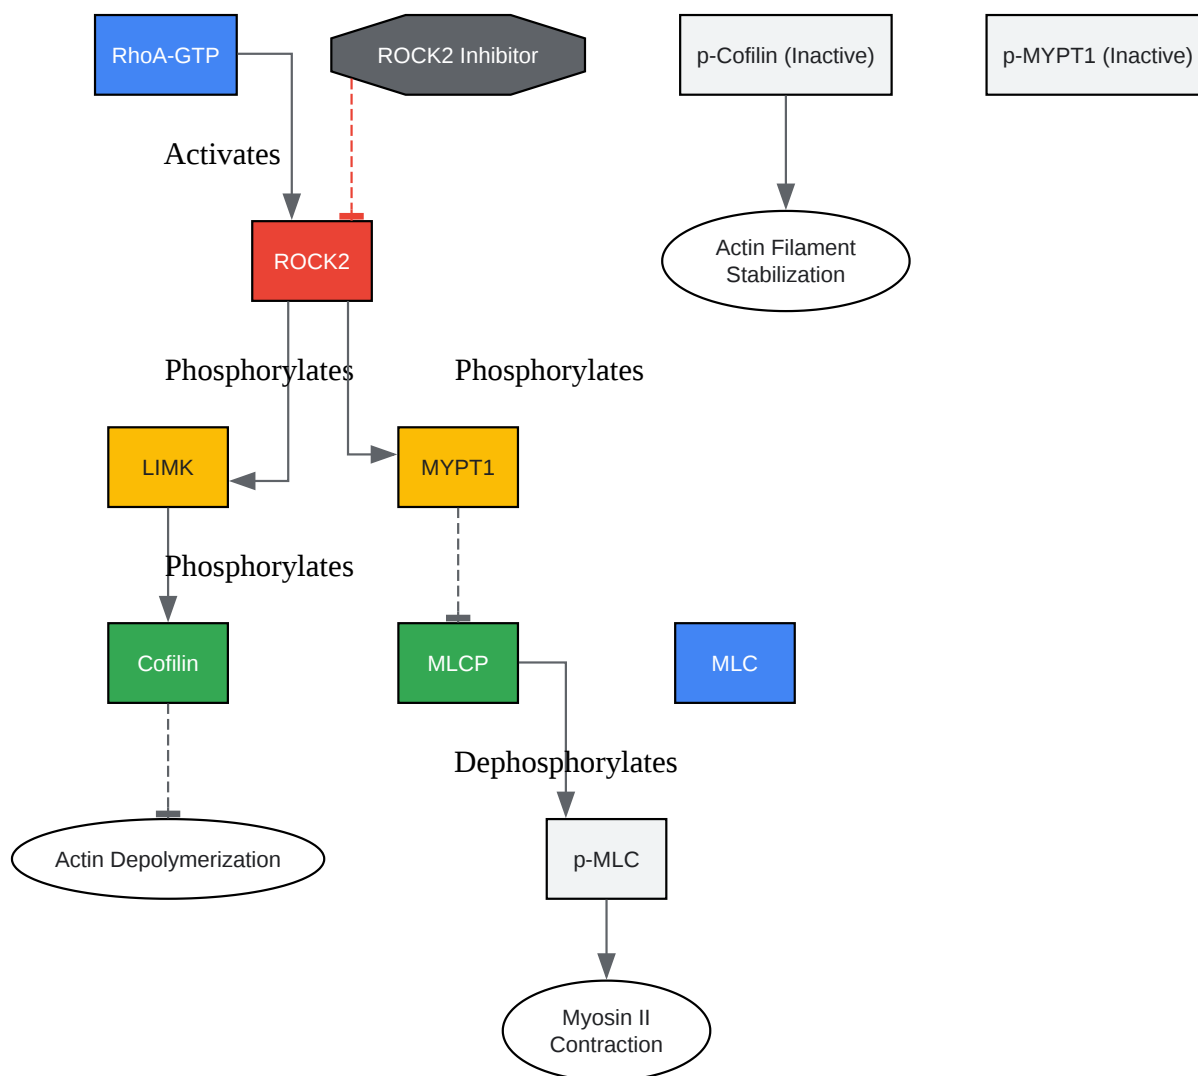 RhoA-GTP
ROCK2 Inhibitor
p-Cofilin (Inactive)
p-MYPT1 (Inactive)
Activates
ROCK2
Actin Filament
Stabilization
Phosphorylates
Phosphorylates
LIMK
MYPT1
Phosphorylates
Cofilin
MLCP
MLC
Dephosphorylates
Actin Depolymerization
p-MLC
Myosin II
Contraction